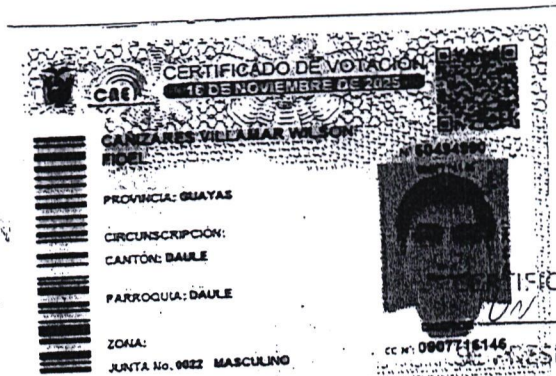 CERTIFICADO DE VOTACIÓN
16 DE NOVIEMBRE DE 2025
CNE
CAÑIZARES VILLAMAR WILSON
FIDEL
PROVINCIA: GUAYAS
CIRCUNSCRIPCIÓN:
CANTÓN: DAULE
PARROQUIA: DAULE
ZONA:
JUNTA No. 0022 MASCULINO
CC N°: 0907716146